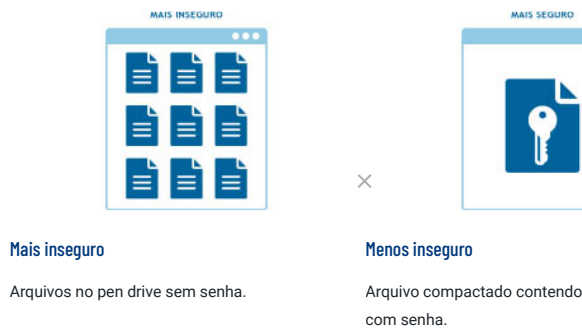 MAIS INSEGURO
MAIS SEGURO
Mais inseguro
Menos inseguro
Arquivos no pen drive sem senha.
Arquivo compactado contendo
com senha.